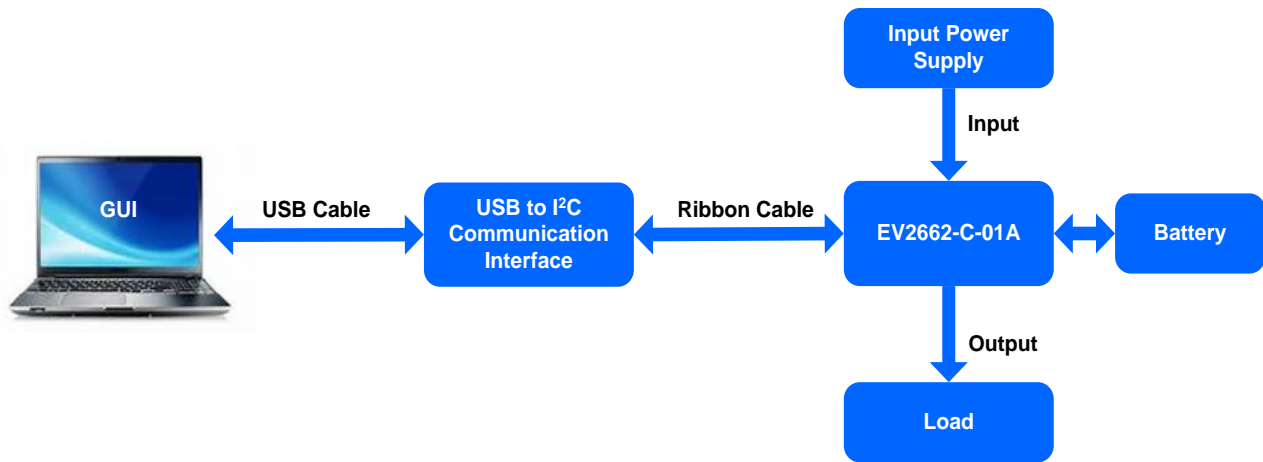 Input Power
Supply
Input
GUI
USB Cable
USB to I²C
Communication
Interface
Ribbon Cable
EV2662-C-01A
Battery
Output
Load